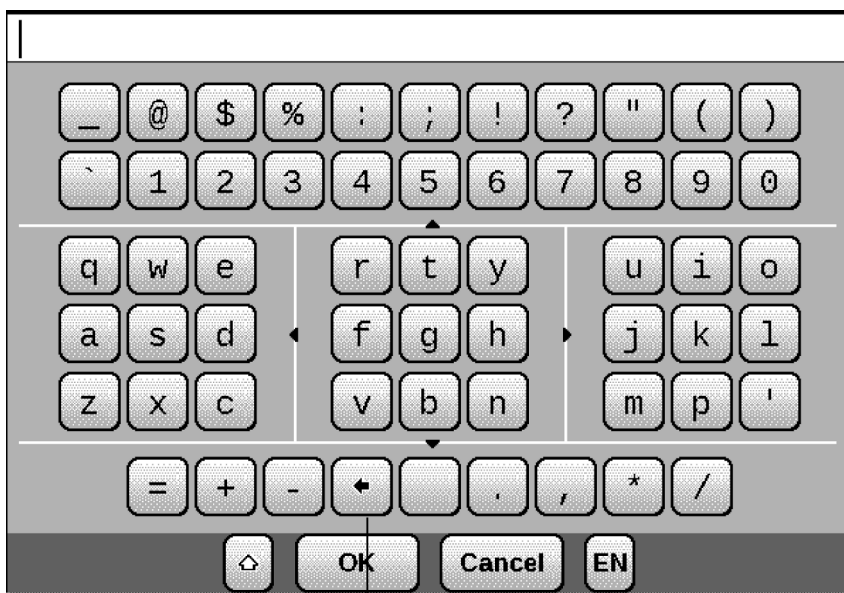 _ @ $ % : ; ! ? " ( )
` 1 2 3 4 5 6 7 8 9 0
q w e r t y u i o
a s d f g h j k l
z x c v b n m p '
= + - . , * /
OK Cancel EN